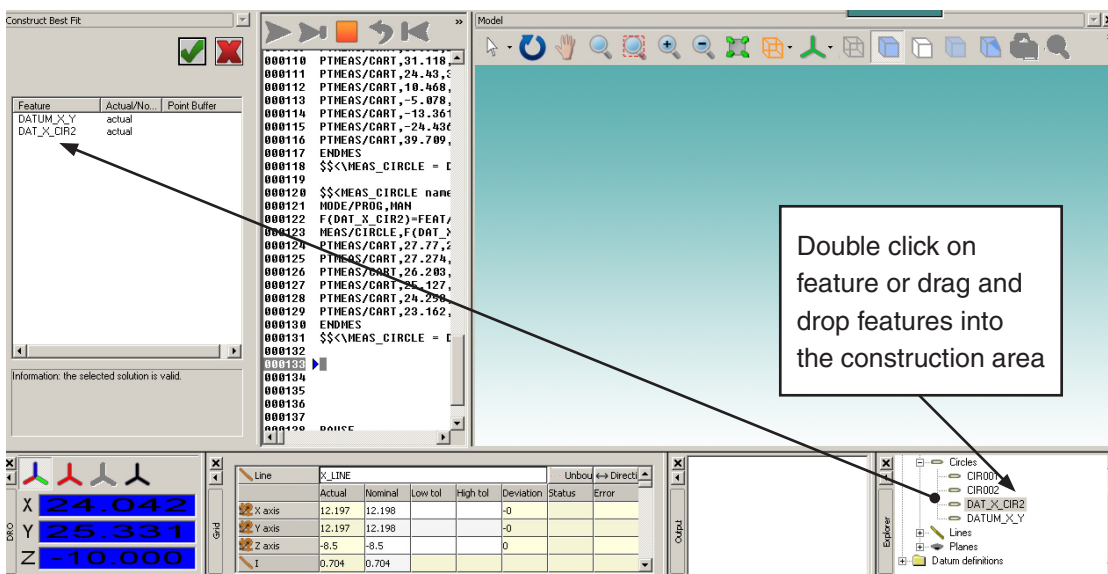 Construct Best Fit
Feature Actual/No... Point Buffer
DATUM_X_Y actual
DAT_X_CIR2 actual
Information: the selected solution is valid.
»
000110 PTMEAS/CART,31.118,
000111 PTMEAS/CART,24.43,3
000112 PTMEAS/CART,10.468,
000113 PTMEAS/CART,-5.078,
000114 PTMEAS/CART,-13.361
000115 PTMEAS/CART,-24.436
000116 PTMEAS/CART,39.709,
000117 ENDMES
000118 $$<\MEAS_CIRCLE = D
000119
000120 $$<MEAS_CIRCLE name
000121 MODE/PROG,MAN
000122 F(DAT_X_CIR2)=FEAT/
000123 MEAS/CIRCLE,F(DAT_X
000124 PTMEAS/CART,27.77,2
000125 PTMEAS/CART,27.274,
000126 PTMEAS/CART,26.203,
000127 PTMEAS/CART,25.127,
000128 PTMEAS/CART,24.258,
000129 PTMEAS/CART,23.162,
000130 ENDMES
000131 $$<\MEAS_CIRCLE = D
000132
000133
000134
000135
000136
000137
000138 PAUSE
Model
Double click on
feature or drag and
drop features into
the construction area
DRO
X 24.042
Y 25.331
Z -10.000
Grid
Line X_LINE Unbou Directi
Actual Nominal Low tol High tol Deviation Status Error
X axis 12.197 12.198 -0
Y axis 12.197 12.198 -0
Z axis -8.5 -8.5 0
I 0.704 0.704
Output
Explorer
Circles
CIR001
CIR002
DAT_X_CIR2
DATUM_X_Y
Lines
Planes
Datum definitions